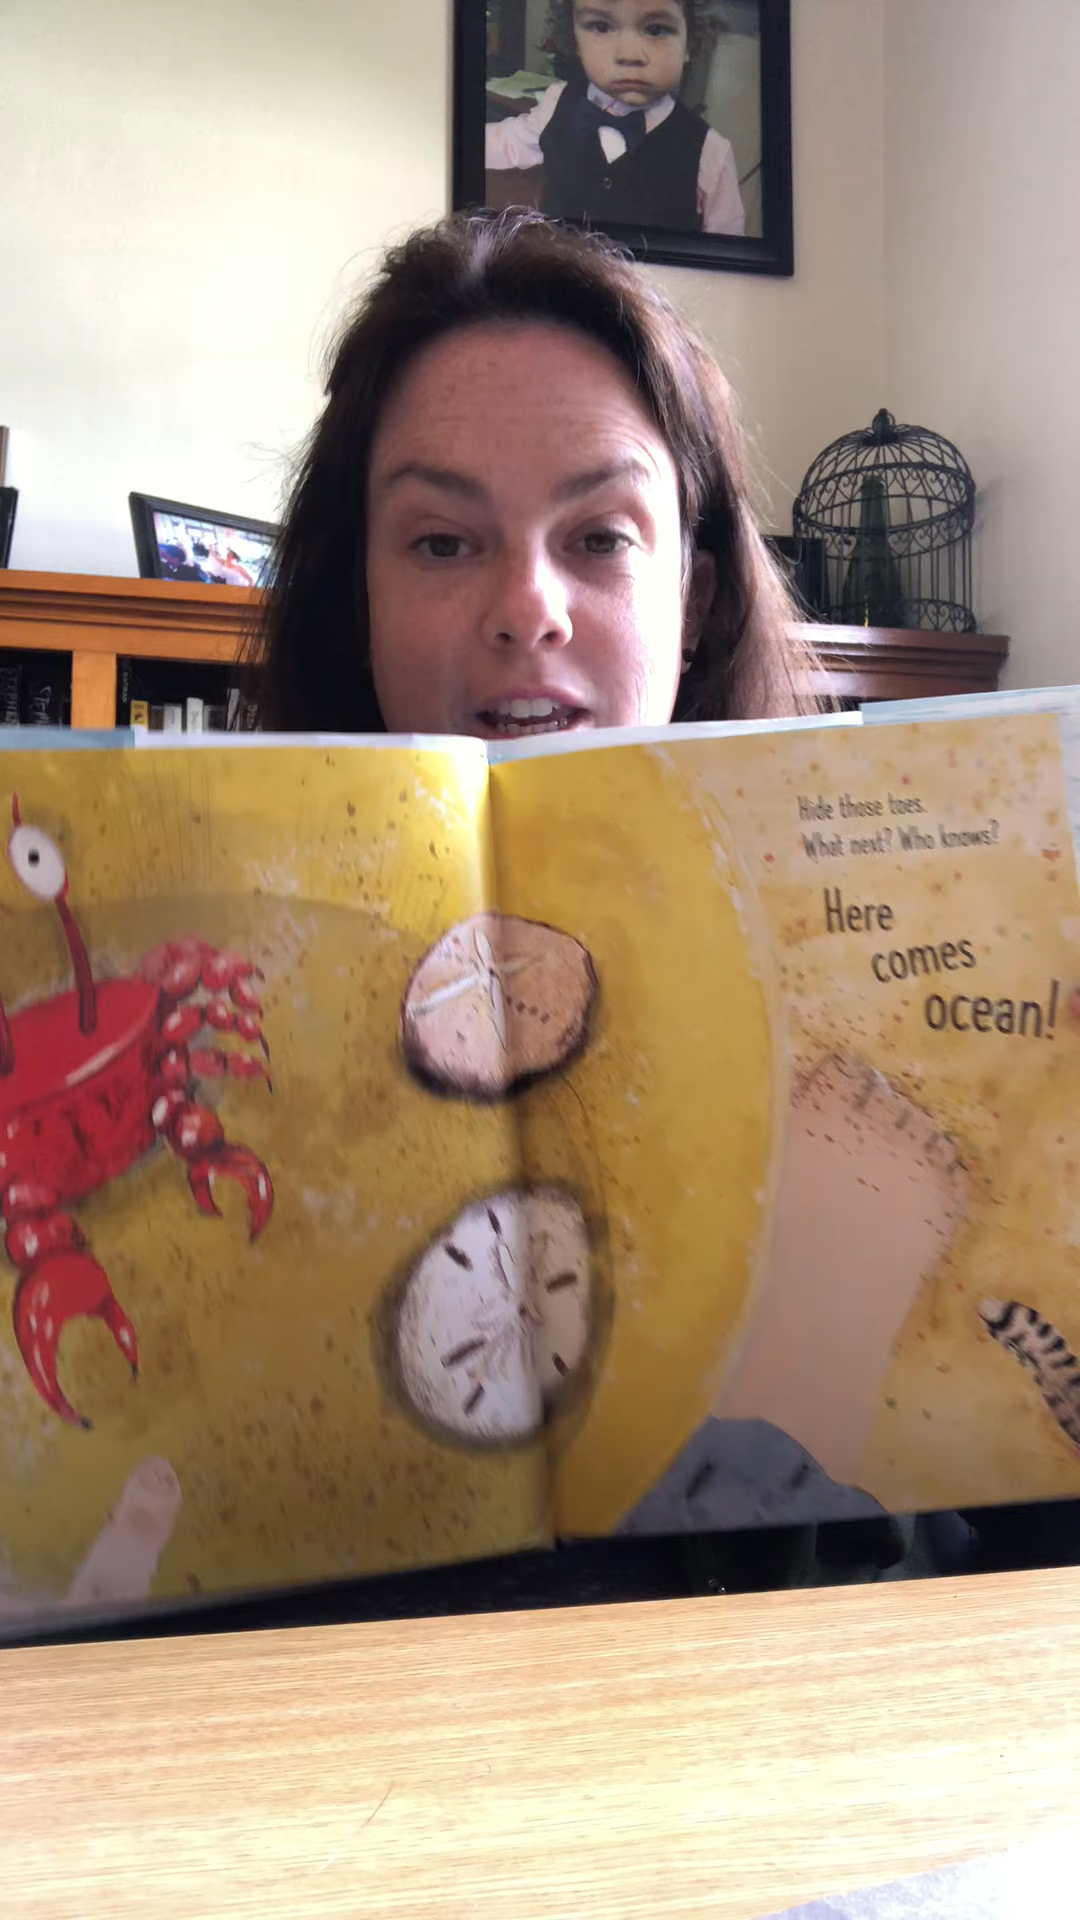 Hide those toes.
What next? Who knows?
Here
comes
ocean!